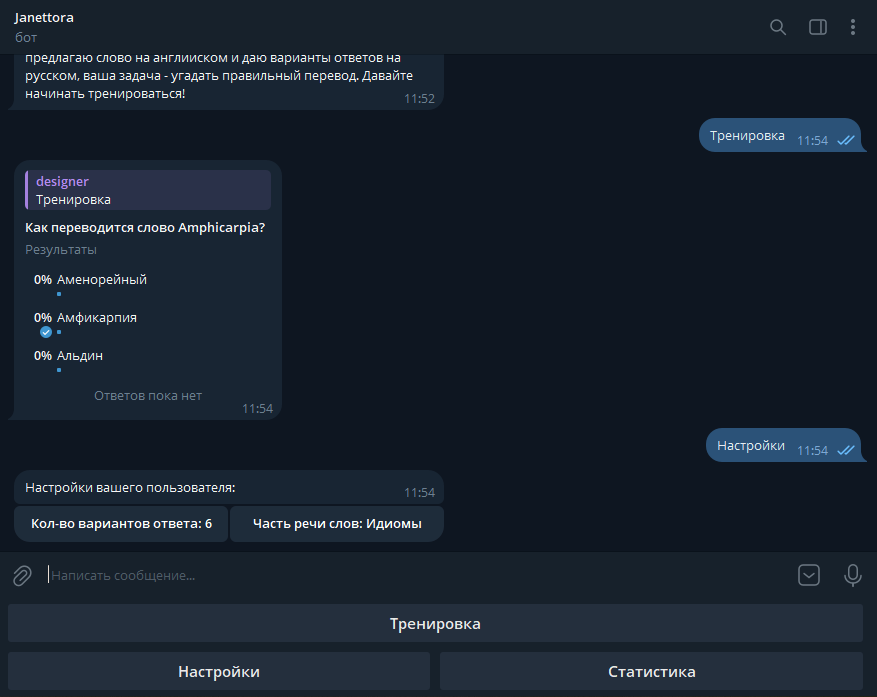 Janettora
бот
предлагаю слово на английском и даю варианты ответов на
русском, ваша задача - угадать правильный перевод. Давайте
начинать тренироваться!
11:52
Тренировка 11:54
designer
Тренировка
Как переводится слово Amphicarpia?
Результаты
0% Аменорейный
0% Амфикарпия
0% Альдин
Ответов пока нет
11:54
Настройки 11:54
Настройки вашего пользователя:
11:54
Кол-во вариантов ответа: 6
Часть речи слов: Идиомы
Написать сообщение...
Тренировка
Настройки
Статистика